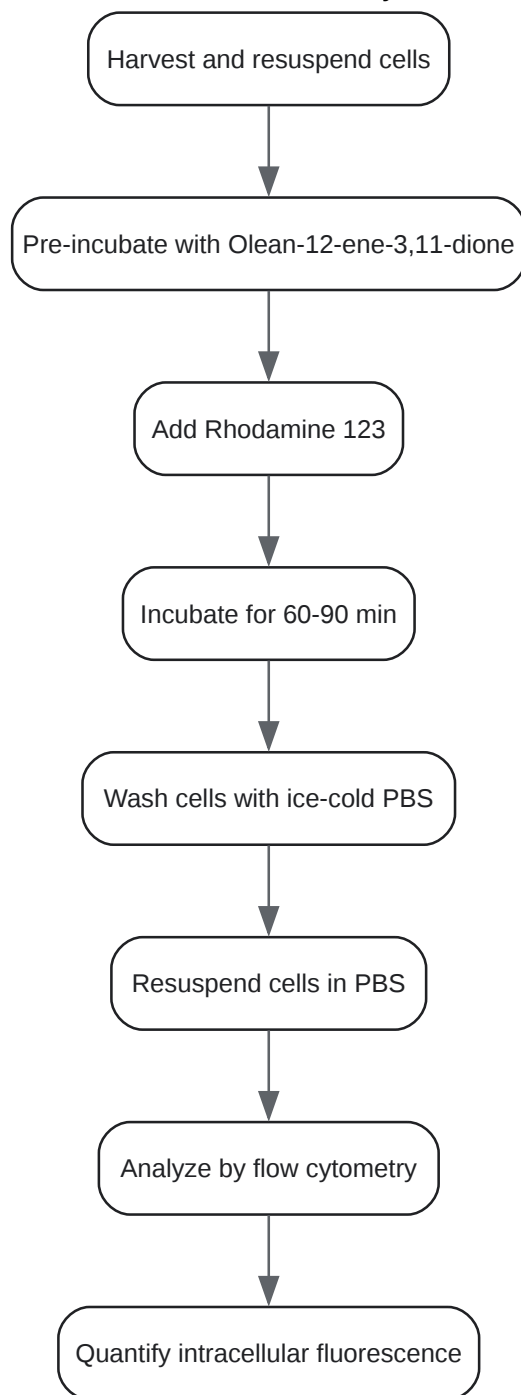 Harvest and resuspend cells
Pre-incubate with Olean-12-ene-3,11-dione
Add Rhodamine 123
Incubate for 60-90 min
Wash cells with ice-cold PBS
Resuspend cells in PBS
Analyze by flow cytometry
Quantify intracellular fluorescence